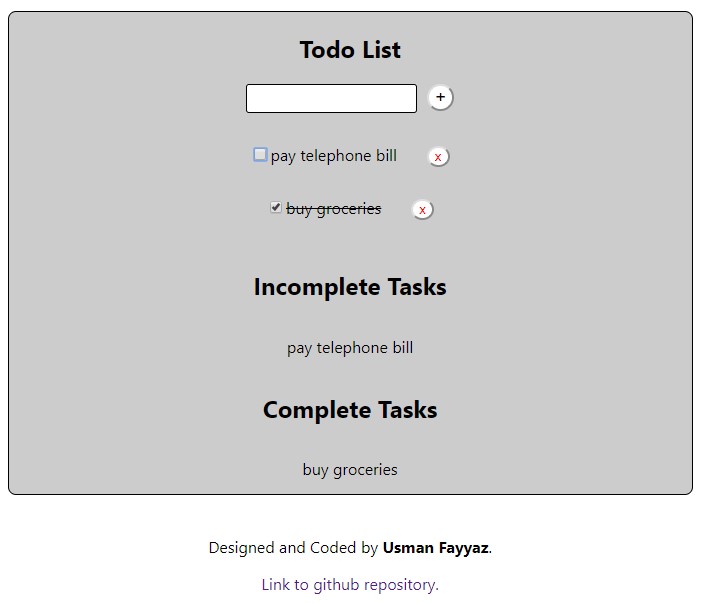 Todo List
+
pay telephone bill x
buy groceries x
Incomplete Tasks
pay telephone bill
Complete Tasks
buy groceries
Designed and Coded by Usman Fayyaz.
Link to github repository.